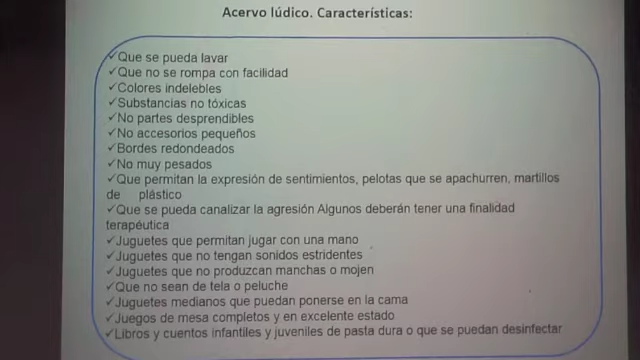 Acervo lúdico. Características:
✓Que se pueda lavar
✓Que no se rompa con facilidad
✓Colores indelebles
✓Substancias no tóxicas
✓No partes desprendibles
✓No accesorios pequeños
✓Bordes redondeados
✓No muy pesados
✓Que permitan la expresión de sentimientos, pelotas que se apachurren, martillos
de plástico
✓Que se pueda canalizar la agresión Algunos deberán tener una finalidad
terapéutica
✓Juguetes que permitan jugar con una mano
✓Juguetes que no tengan sonidos estridentes
✓Juguetes que no produzcan manchas o mojen
✓Que no sean de tela o peluche
✓Juguetes medianos que puedan ponerse en la cama
✓Juegos de mesa completos y en excelente estado
✓Libros y cuentos infantiles y juveniles de pasta dura o que se puedan desinfectar